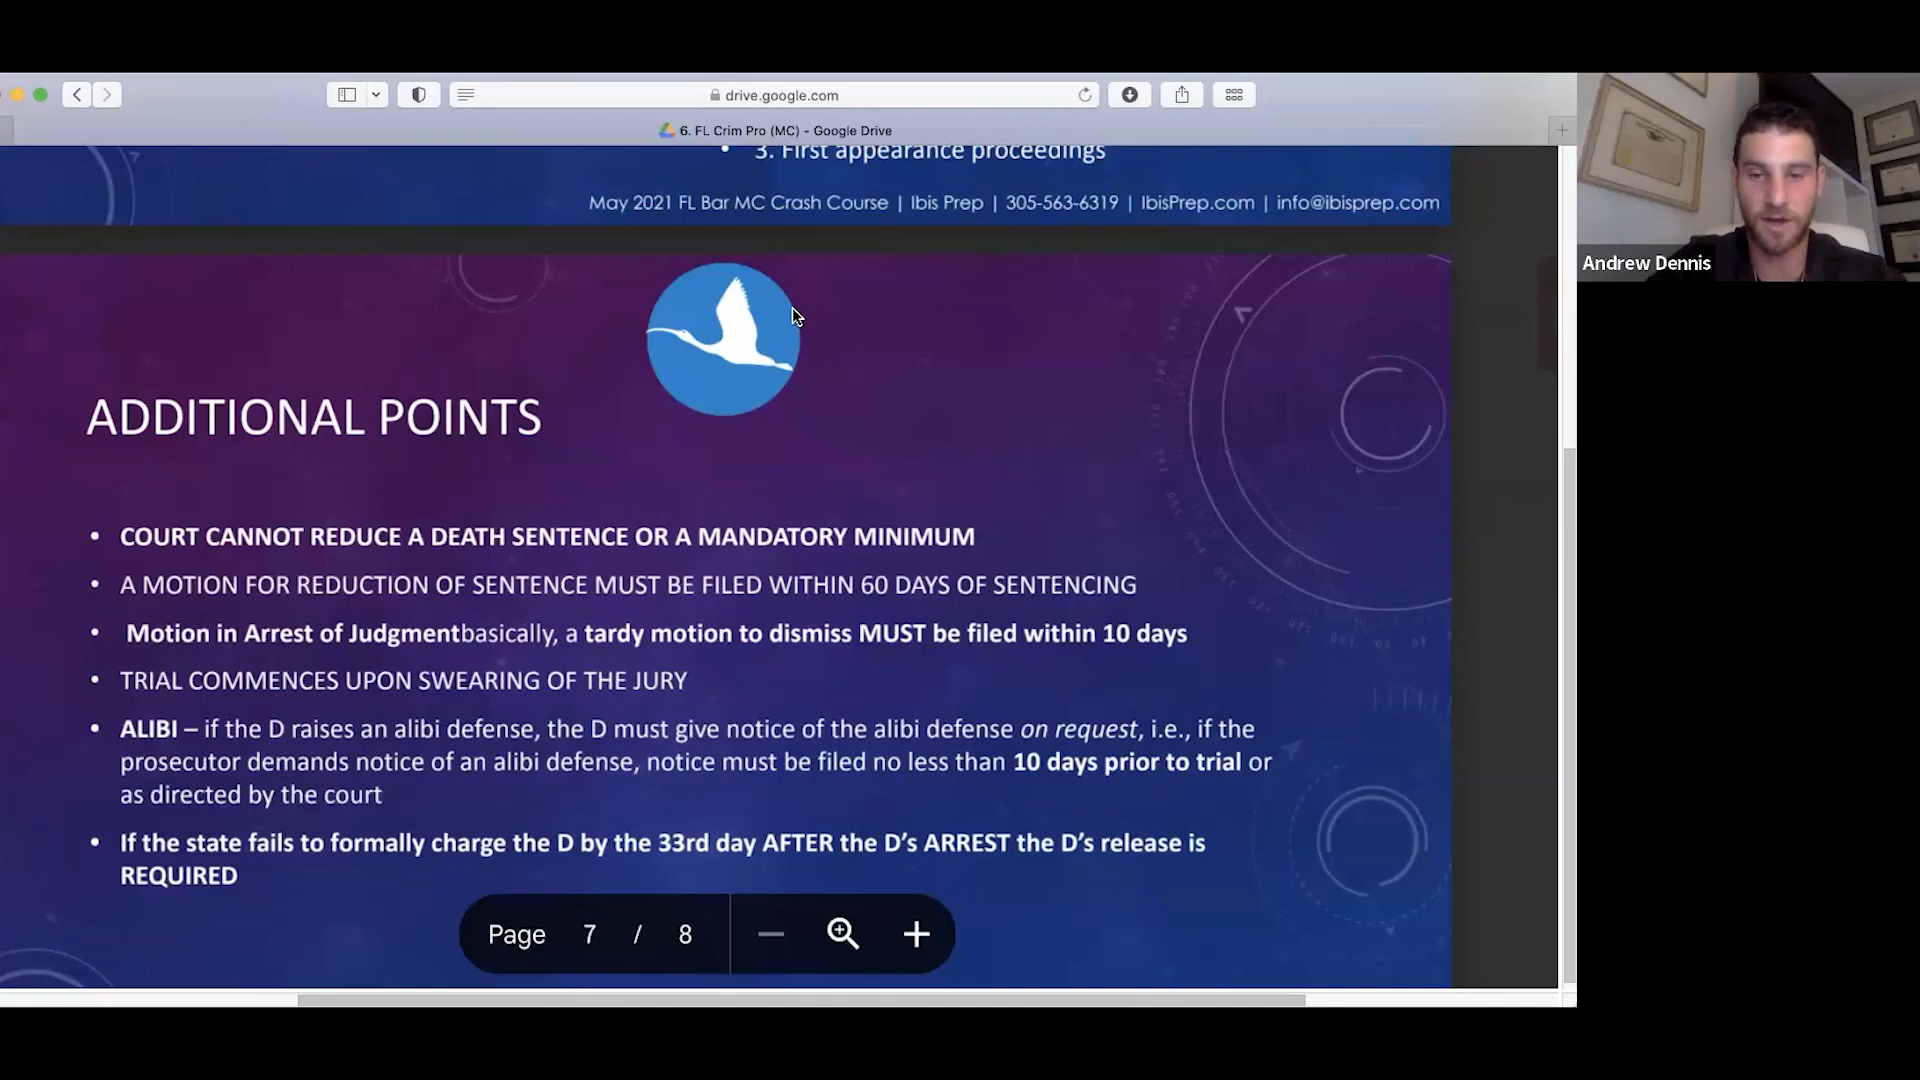 drive.google.com
6. FL Crim Pro (MC) - Google Drive
• 3. First appearance proceedings
May 2021 FL Bar MC Crash Course | Ibis Prep | 305-563-6319 | IbisPrep.com | info@ibisprep.com
Andrew Dennis
ADDITIONAL POINTS
• COURT CANNOT REDUCE A DEATH SENTENCE OR A MANDATORY MINIMUM
• A MOTION FOR REDUCTION OF SENTENCE MUST BE FILED WITHIN 60 DAYS OF SENTENCING
• Motion in Arrest of Judgmentbasically, a tardy motion to dismiss MUST be filed within 10 days
• TRIAL COMMENCES UPON SWEARING OF THE JURY
• ALIBI – if the D raises an alibi defense, the D must give notice of the alibi defense on request, i.e., if the
prosecutor demands notice of an alibi defense, notice must be filed no less than 10 days prior to trial or
as directed by the court
• If the state fails to formally charge the D by the 33rd day AFTER the D’s ARREST the D’s release is
REQUIRED
Page 7 / 8